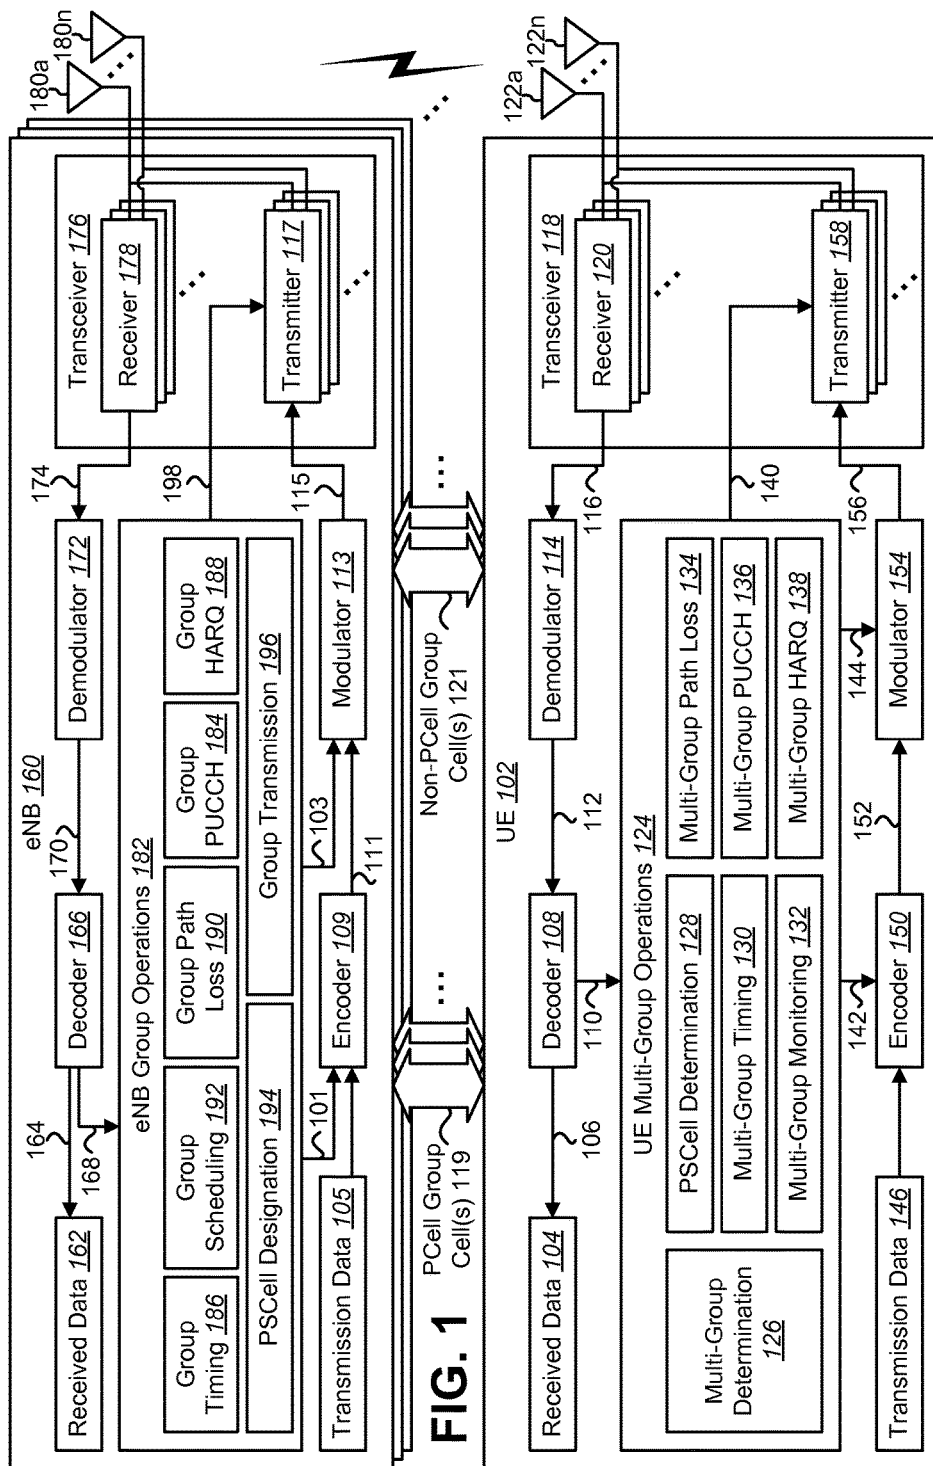 180a
180n
Transceiver 176
Receiver 178
Transmitter 117
174
198
115
eNB 160
Demodulator 172
170
Decoder 166
164
168
Received Data 162
eNB Group Operations 182
Group
Timing 186
Group
Scheduling 192
Group Path
Loss 190
Group
PUCCH 184
Group
HARQ 188
PSCell Designation 194
Group Transmission 196
101
103
Transmission Data 105
Encoder 109
111
Modulator 113
FIG. 1
PCell Group
Cell(s) 119
Non-PCell Group
Cell(s) 121
122a
122n
Transceiver 118
Receiver 120
Transmitter 158
116
140
156
UE 102
Demodulator 114
112
Decoder 108
106
110
Received Data 104
UE Multi-Group Operations 124
Multi-Group
Determination
126
PSCell Determination 128
Multi-Group Timing 130
Multi-Group Monitoring 132
Multi-Group Path Loss 134
Multi-Group PUCCH 136
Multi-Group HARQ 138
142
144
Transmission Data 146
Encoder 150
152
Modulator 154